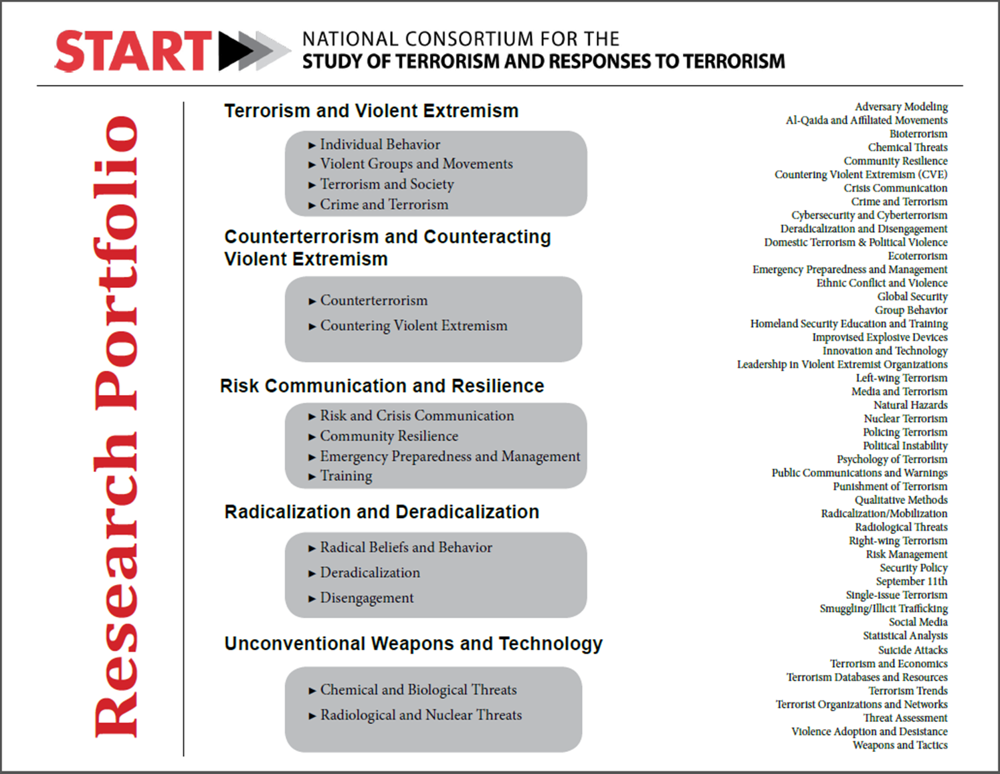 START
NATIONAL CONSORTIUM FOR THE
STUDY OF TERRORISM AND RESPONSES TO TERRORISM
Research Portfolio
Terrorism and Violent Extremism
► Individual Behavior
► Violent Groups and Movements
► Terrorism and Society
► Crime and Terrorism
Counterterrorism and Counteracting
Violent Extremism
► Counterterrorism
► Countering Violent Extremism
Risk Communication and Resilience
► Risk and Crisis Communication
► Community Resilience
► Emergency Preparedness and Management
► Training
Radicalization and Deradicalization
► Radical Beliefs and Behavior
► Deradicalization
► Disengagement
Unconventional Weapons and Technology
► Chemical and Biological Threats
► Radiological and Nuclear Threats
Adversary Modeling
Al-Qaida and Affiliated Movements
Bioterrorism
Chemical Threats
Community Resilience
Countering Violent Extremism (CVE)
Crisis Communication
Crime and Terrorism
Cybersecurity and Cyberterrorism
Deradicalization and Disengagement
Domestic Terrorism & Political Violence
Ecoterrorism
Emergency Preparedness and Management
Ethnic Conflict and Violence
Global Security
Group Behavior
Homeland Security Education and Training
Improvised Explosive Devices
Innovation and Technology
Leadership in Violent Extremist Organizations
Left-wing Terrorism
Media and Terrorism
Natural Hazards
Nuclear Terrorism
Policing Terrorism
Political Instability
Psychology of Terrorism
Public Communications and Warnings
Punishment of Terrorism
Qualitative Methods
Radicalization/Mobilization
Radiological Threats
Right-wing Terrorism
Risk Management
Security Policy
September 11th
Single-issue Terrorism
Smuggling/Illicit Trafficking
Social Media
Statistical Analysis
Suicide Attacks
Terrorism and Economics
Terrorism Databases and Resources
Terrorism Trends
Terrorist Organizations and Networks
Threat Assessment
Violence Adoption and Desistance
Weapons and Tactics